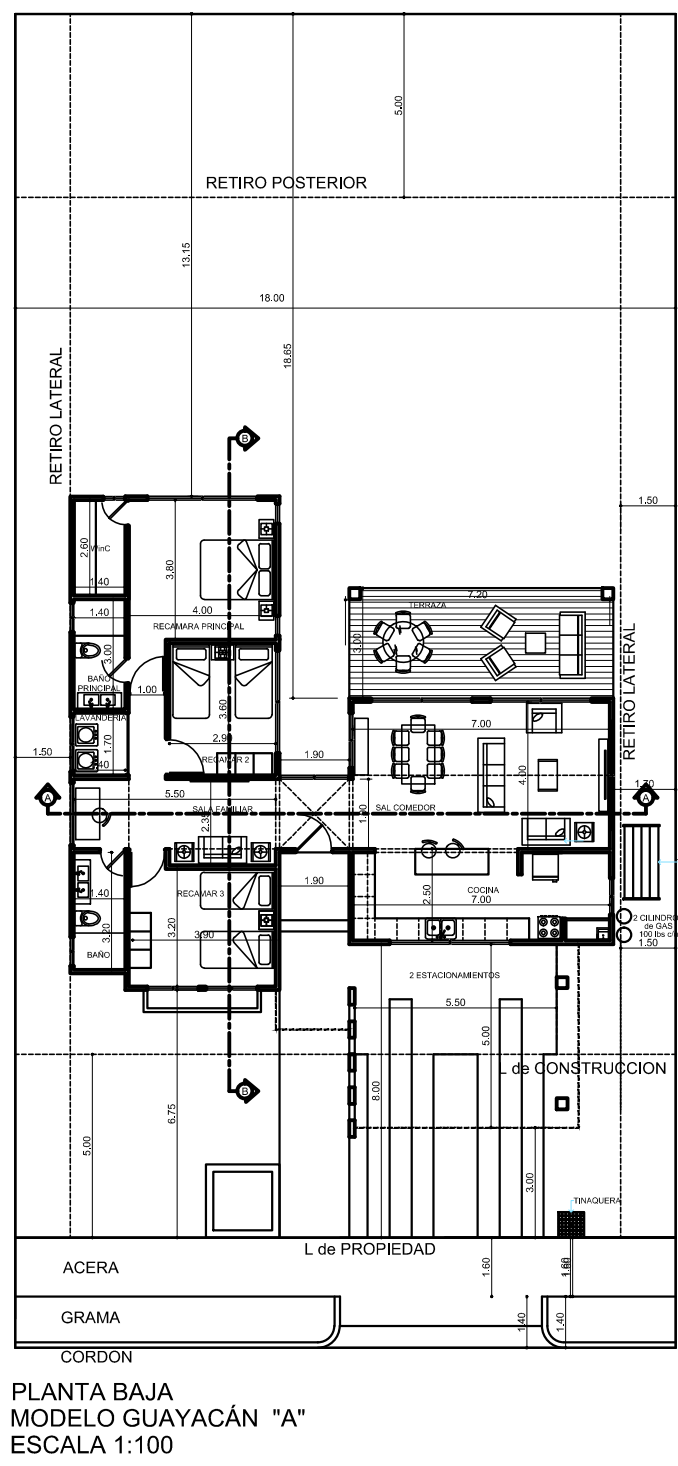 5.00
RETIRO POSTERIOR
13.15
18.00
18.65
RETIRO LATERAL
B
1.50
WinC
2.60
1.40
3.80
4.00
RECAMARA PRINCIPAL
7.20
TERRAZA
3.00
RETIRO LATERAL
1.40
3.00
BAÑO
PRINCIPAL
1.00
3.60
2.90
RECAMAR 2
LAVANDERIA
1.70
1.40
1.50
1.90
7.00
4.00
1.70
5.50
A
A
SALA FAMILIAR
2.35
SAL COMEDOR
1.90
1.40
RECAMAR 3
3.20
3.20
3.90
BAÑO
1.90
2.50
COCINA
7.00
2 CILINDRO
de GAS
100 lbs c/u
1.50
2 ESTACIONAMIENTOS
5.50
5.00
L de CONSTRUCCION
8.00
B
6.75
5.00
3.00
TINAQUERA
L de PROPIEDAD
ACERA
1.60
1.60
GRAMA
1.40
1.40
CORDON
PLANTA BAJA
MODELO GUAYACÁN "A"
ESCALA 1:100